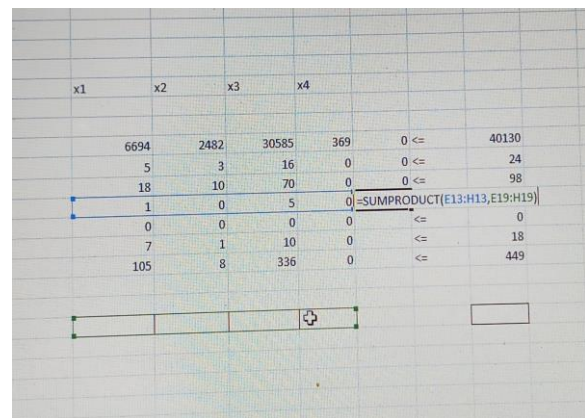 x1 x2 x3 x4
6694 2482 30585 369 0 <= 40130
5 3 16 0 0 <= 24
18 10 70 0 0 <= 98
1 0 5 0 =SUMPRODUCT(E13:H13,E19:H19)
0 0 0 0 <= 0
7 1 10 0 <= 18
105 8 336 0 <= 449